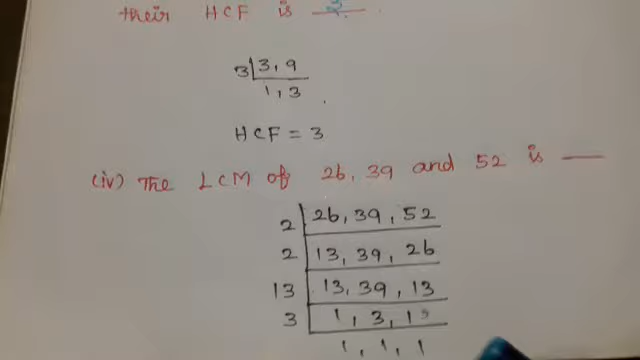 their HCF is 3.
3 | 3, 9
1, 3
HCF = 3
(iv) The LCM of 26, 39 and 52 is ___
2 | 26, 39, 52
2 | 13, 39, 26
13 | 13, 39, 13
3 | 1, 3, 1
1, 1, 1